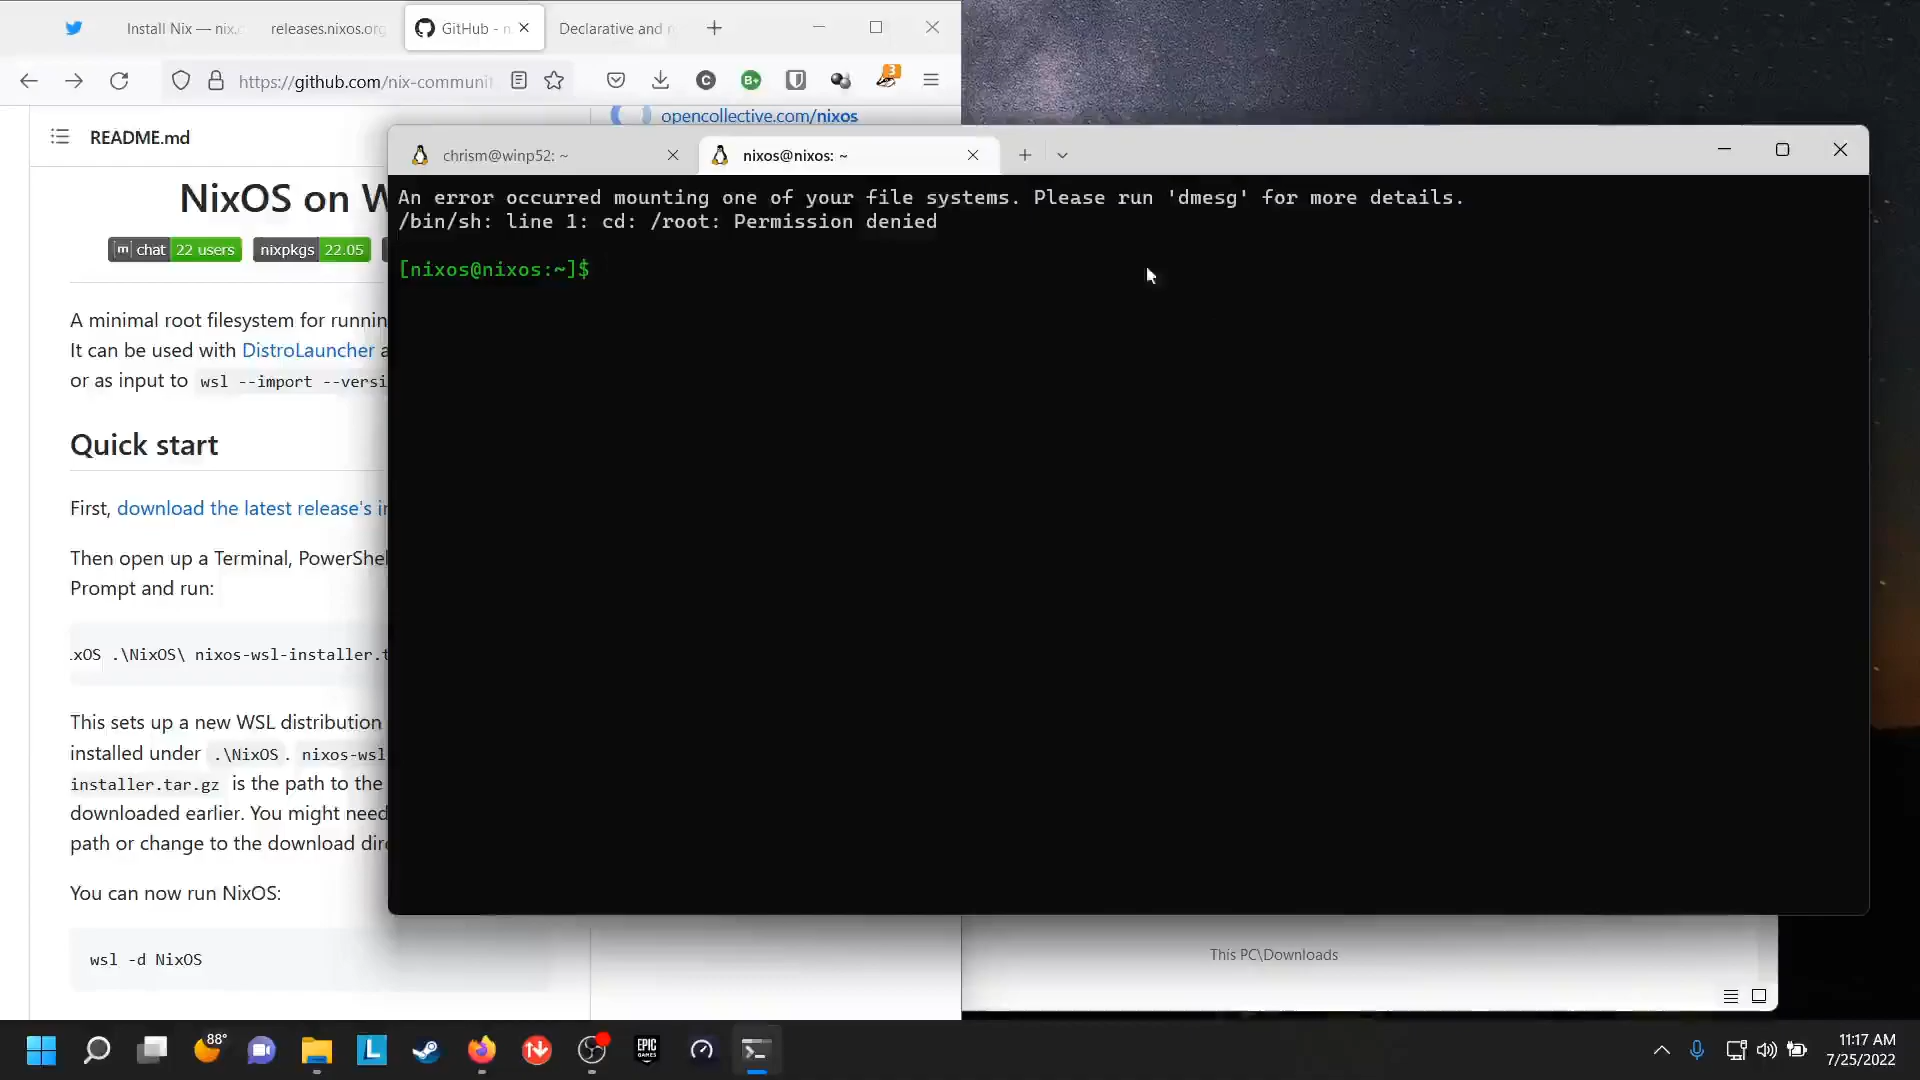 Install Nix — nix.
releases.nixos.org
GitHub - n
Declarative and r
https://github.com/nix-communit
3
opencollective.com/nixos
README.md
NixOS on W
chat 22 users
nixpkgs 22.05
A minimal root filesystem for runnin
It can be used with DistroLauncher a
or as input to wsl --import --versi
Quick start
First, download the latest release's in
Then open up a Terminal, PowerShel
Prompt and run:
.xOS .\NixOS\ nixos-wsl-installer.t
This sets up a new WSL distribution
installed under .\NixOS. nixos-wsl-
installer.tar.gz is the path to the
downloaded earlier. You might need
path or change to the download dire
You can now run NixOS:
wsl -d NixOS
chrism@winp52: ~
nixos@nixos: ~
An error occurred mounting one of your file systems. Please run 'dmesg' for more details.
/bin/sh: line 1: cd: /root: Permission denied
[nixos@nixos:~]$
This PC\Downloads
88°
L
EPIC
GAMES
11:17 AM
7/25/2022